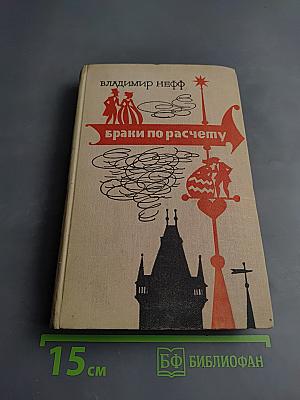 ВЛАДИМИР НЕФФ
БРАКИ ПО РАСЧЕТУ
15 см
БФ БИБЛИОФАН